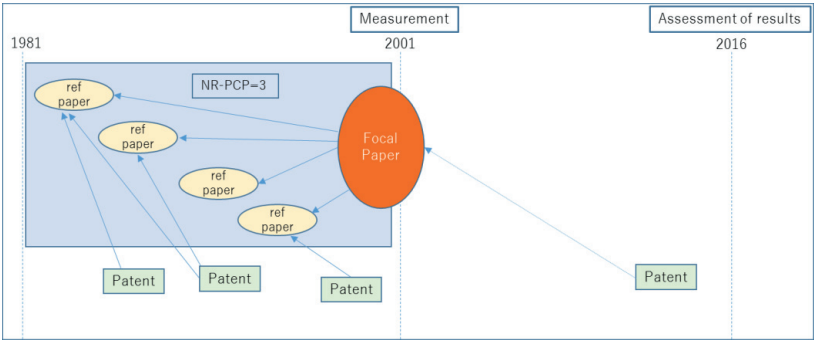 Measurement
Assessment of results
1981
2001
2016
NR-PCP=3
ref
paper
ref
paper
ref
paper
ref
paper
Focal
Paper
Patent
Patent
Patent
Patent